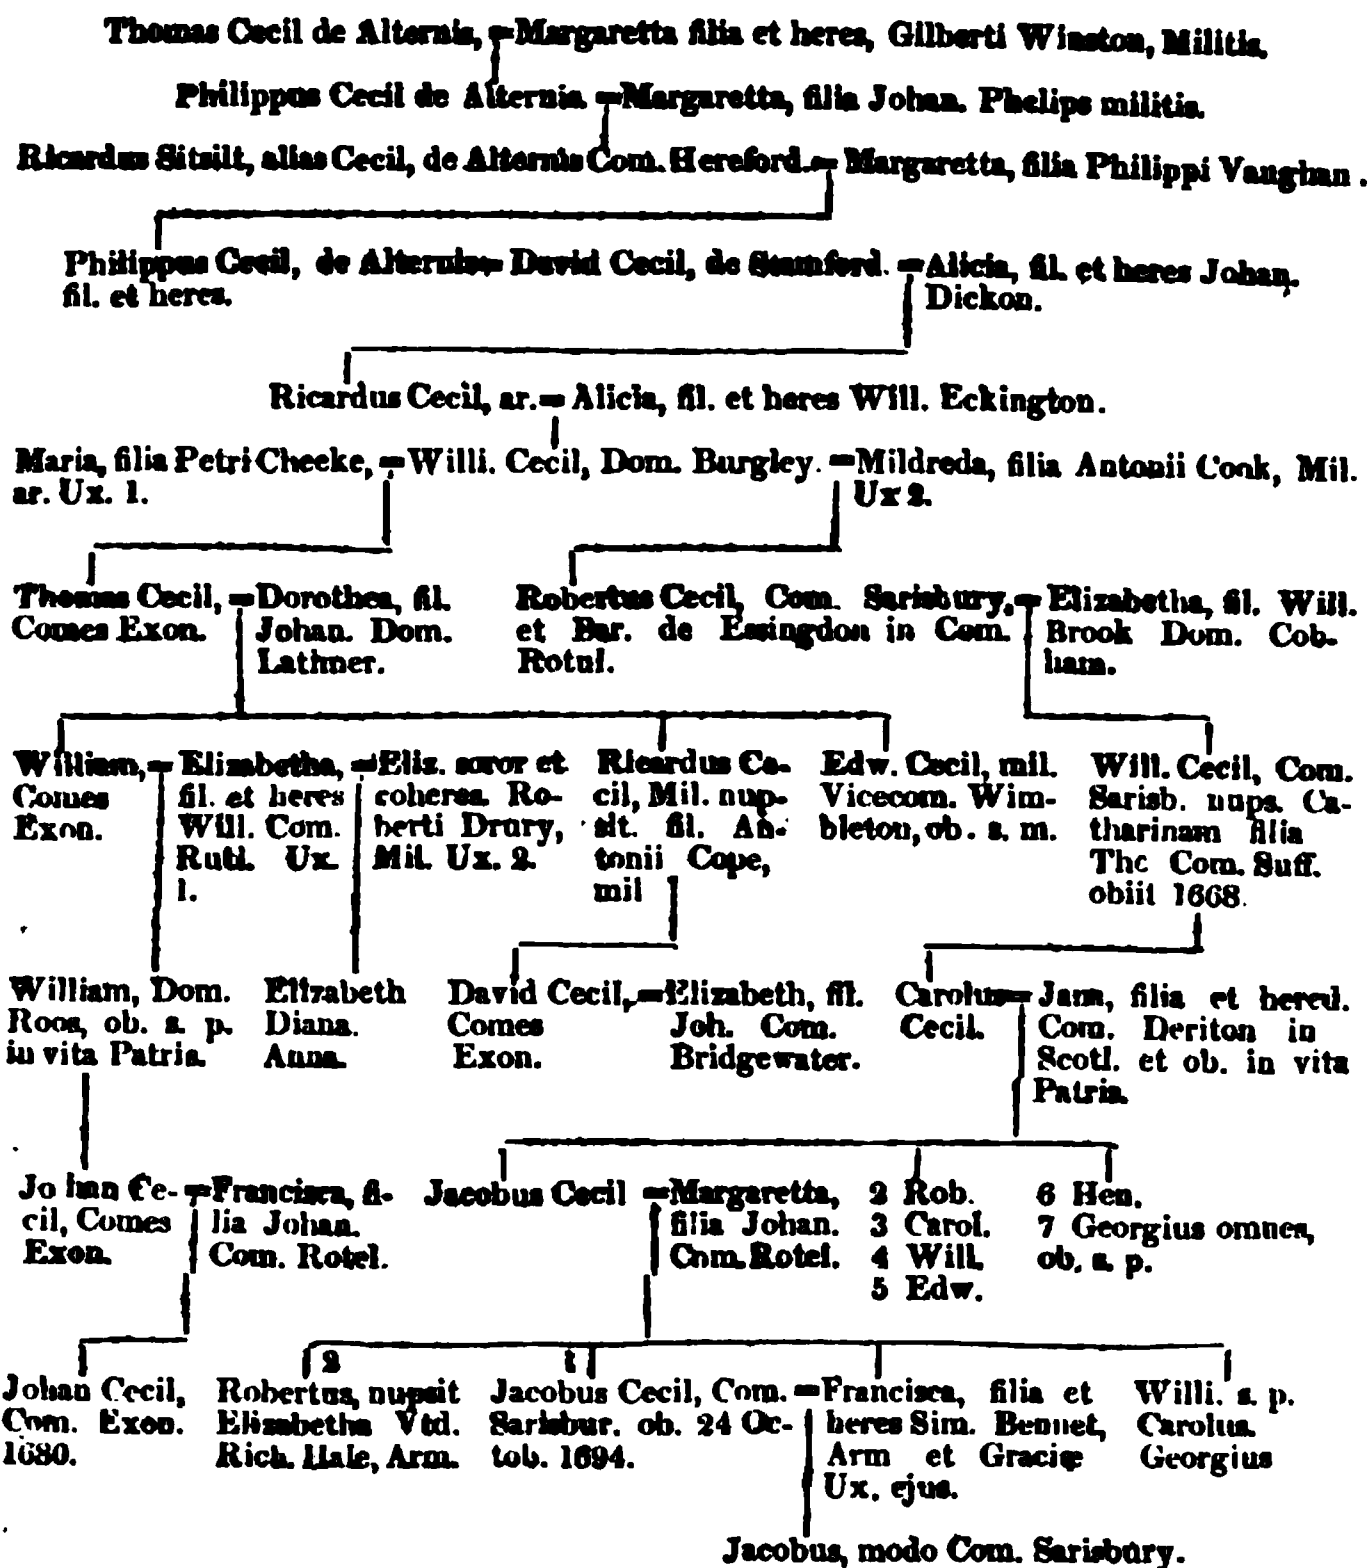 Thomas Cecil de Alternis, = Margaretta filia et heres, Gilberti Winston, Militis.
Philippus Cecil de Alternis = Margaretta, filia Johan. Phelips militis.
Ricardus Sitsilt, alias Cecil, de Alternis Com. Hereford. = Margaretta, filia Philippi Vaughan.
Philippus Cecil, de Alternis = David Cecil, de Stamford. = Alicia, fil. et heres Johan.
fil. et heres.
Dickon.
Ricardus Cecil, ar. = Alicia, fil. et heres Will. Eckington.
Maria, filia Petri Cheeke, = Willi. Cecil, Dom. Burgley. = Mildreda, filia Antonii Cook, Mil.
ar. Ux. 1.
Ux 2.
Thomas Cecil, =
Comes Exon.
Dorothea, fil.
Johan. Dom.
Lathmer.
Robertus Cecil, Com. Sarisbury, =
et Bar. de Essingdon in Com.
Rotul.
Elizabetha, fil. Will.
Brook Dom. Cob-
ham.
William, =
Comes
Exon.
Elizabetha, =
fil. et heres
Will. Com.
Rutl. Ux.
1.
Eliz. soror et
coheres. Ro-
berti Drury,
Mil. Ux. 2.
Ricardus Ce-
cil, Mil. nup-
sit. fil. An-
tonii Cope,
mil
Edw. Cecil, mil.
Vicecom. Wim-
bleton, ob. s. m.
Will. Cecil, Com.
Sarisb. nups. Ca-
tharinam filia
The Com. Suff.
obiit 1668.
William, Dom.
Roos, ob. s. p.
in vita Patris.
Elizabeth
Diana.
Anna.
David Cecil, =
Comes
Exon.
Elizabeth, fil.
Joh. Com.
Bridgewater.
Carolus =
Cecil.
Jana, filia et hered.
Com. Deriton in
Scotl. et ob. in vita
Patris.
Johan Ce- =
cil, Comes
Exon.
Francisca, fi-
lia Johan.
Com. Rotel.
Jacobus Cecil =
Margaretta,
filia Johan.
Com. Rotel.
2 Rob.
3 Carol.
4 Will.
5 Edw.
6 Hen.
7 Georgius omnes,
ob. s. p.
Johan Cecil,
Com. Exon.
1680.
2
Robertus, nupsit
Elizabetha Vtd.
Rich. Hale, Arm.
1
Jacobus Cecil, Com. =
Sarisbur. ob. 24 Oc-
tob. 1694.
Francisca, filia et
heres Sim. Bennet,
Arm et Graciæ
Ux. ejus.
Willi. s. p.
Carolus.
Georgius
Jacobus, modo Com. Sarisbury.